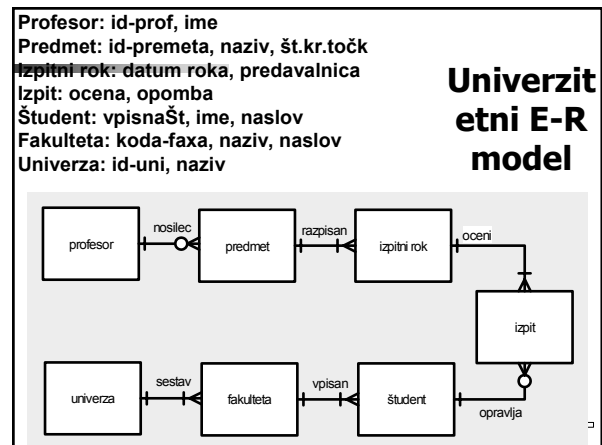 Profesor: id-prof, ime
Predmet: id-premeta, naziv, št.kr.točk
Izpitni rok: datum roka, predavalnica
Izpit: ocena, opomba
Študent: vpisnaŠt, ime, naslov
Fakulteta: koda-faxa, naziv, naslov
Univerza: id-uni, naziv
Univerzit
etni E-R
model
profesor
nosilec
predmet
razpisan
izpitni rok
oceni
izpit
univerza
sestav
fakulteta
vpisan
študent
opravlja